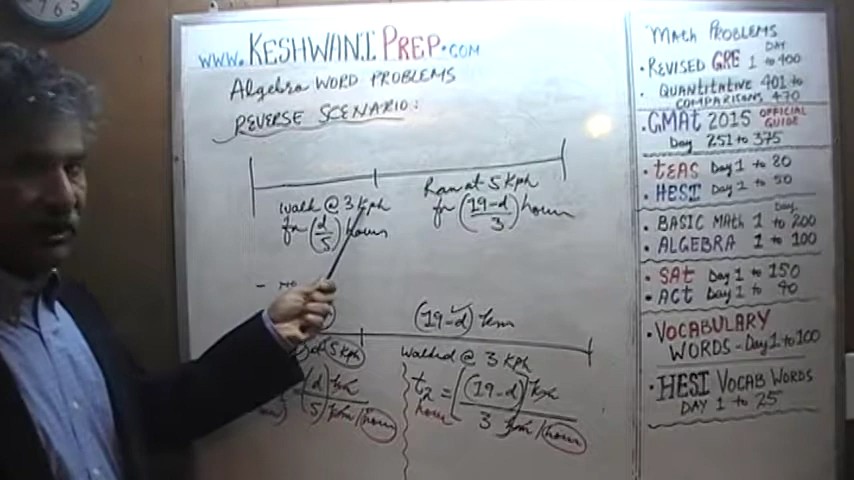 www.KESHWANIPREP.COM
Algebra WORD PROBLEMS
REVERSE SCENARIO:
walk @ 3 kph
for (d/5) hours
Ran at 5 kph
for (19-d/3) hours
(19-d) km
5 kph
walked @ 3 KPH
(d) km
5) km/hour
t2 = [(19-d) km
hour
3 km/hour
Math PROBLEMS
DAY
• REVISED GRE 1 to 400
• QUANTITATIVE 401 to
COMPARISONS 470
• GMAT 2015 OFFICIAL
GUIDE
Day 251 to 375
• TEAS Day 1 to 20
• HESI Day 1 to 50
DAY
• BASIC MATH 1 to 200
• ALGEBRA 1 to 100
• SAT Day 1 to 150
• ACT Day 1 to 40
• VOCABULARY
WORDS - Day 1 to 100
• HESI VOCAB WORDS
DAY 1 to 25